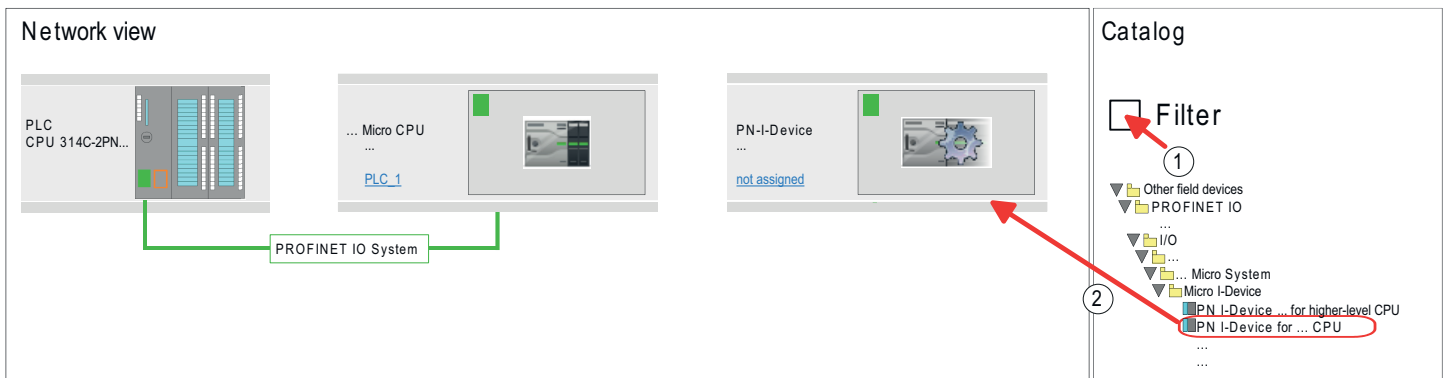 Network view
PLC
CPU 314C-2PN...
... Micro CPU
...
PLC_1
PROFINET IO System
PN-I-Device
...
not assigned
Catalog
Filter
1
Other field devices
PROFINET IO
...
I/O
...
... Micro System
Micro I-Device
2
PN I-Device ... for higher-level CPU
PN I-Device for ... CPU
...
...